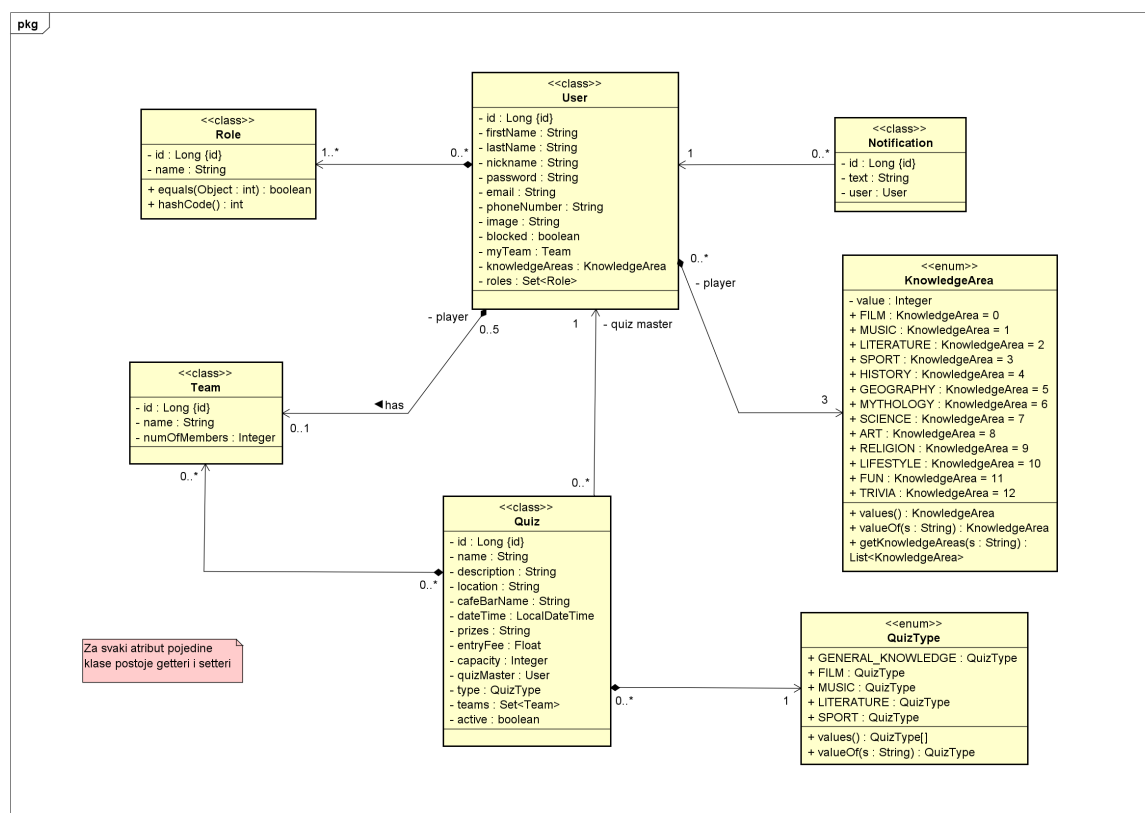 pkg
<<class>>
User
- id : Long {id}
- firstName : String
- lastName : String
- nickname : String
- password : String
- email : String
- phoneNumber : String
- image : String
- blocked : boolean
- myTeam : Team
- knowledgeAreas : KnowledgeArea
- roles : Set<Role>
<<class>>
Role
- id : Long {id}
- name : String
+ equals(Object : int) : boolean
+ hashCode() : int
1..*
0..*
<<class>>
Notification
- id : Long {id}
- text : String
- user : User
1
0..*
0..*
- player
<<enum>>
KnowledgeArea
- value : Integer
+ FILM : KnowledgeArea = 0
+ MUSIC : KnowledgeArea = 1
+ LITERATURE : KnowledgeArea = 2
+ SPORT : KnowledgeArea = 3
+ HISTORY : KnowledgeArea = 4
+ GEOGRAPHY : KnowledgeArea = 5
+ MYTHOLOGY : KnowledgeArea = 6
+ SCIENCE : KnowledgeArea = 7
+ ART : KnowledgeArea = 8
+ RELIGION : KnowledgeArea = 9
+ LIFESTYLE : KnowledgeArea = 10
+ FUN : KnowledgeArea = 11
+ TRIVIA : KnowledgeArea = 12
+ values() : KnowledgeArea
+ valueOf(s : String) : KnowledgeArea
+ getKnowledgeAreas(s : String) :
List<KnowledgeArea>
3
- player
0..5
1
- quiz master
<<class>>
Team
- id : Long {id}
- name : String
- numOfMembers : Integer
has
0..1
0..*
0..*
<<class>>
Quiz
- id : Long {id}
- name : String
- description : String
- location : String
- cafeBarName : String
- dateTime : LocalDateTime
- prizes : String
- entryFee : Float
- capacity : Integer
- quizMaster : User
- type : QuizType
- teams : Set<Team>
- active : boolean
0..*
Za svaki atribut pojedine
klase postoje getteri i setteri
0..*
1
<<enum>>
QuizType
+ GENERAL_KNOWLEDGE : QuizType
+ FILM : QuizType
+ MUSIC : QuizType
+ LITERATURE : QuizType
+ SPORT : QuizType
+ values() : QuizType[]
+ valueOf(s : String) : QuizType